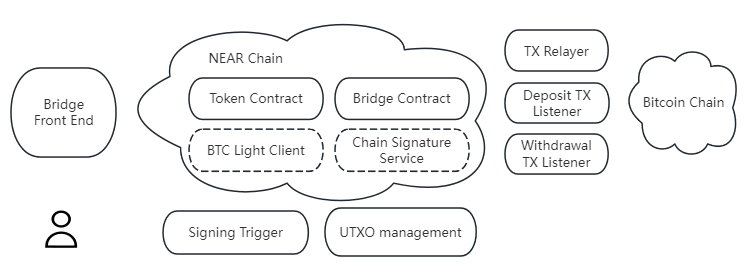 NEAR Chain
Bridge
Front End
Token Contract
Bridge Contract
BTC Light Client
Chain Signature
Service
TX Relayer
Deposit TX
Listener
Withdrawal
TX Listener
Bitcoin Chain
Signing Trigger
UTXO management